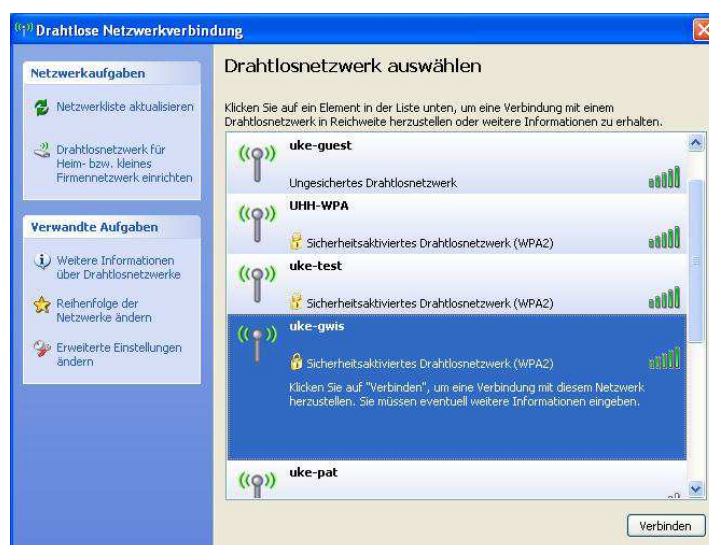 Drahtlose Netzwerkverbindung
Netzwerkaufgaben
Netzwerkliste aktualisieren
Drahtlosnetzwerk für
Heim- bzw. kleines
Firmennetzwerk einrichten
Verwandte Aufgaben
Weitere Informationen
über Drahtlosnetzwerke
Reihenfolge der
Netzwerke ändern
Erweiterte Einstellungen
ändern
Drahtlosnetzwerk auswählen
Klicken Sie auf ein Element in der Liste unten, um eine Verbindung mit einem
Drahtlosnetzwerk in Reichweite herzustellen oder weitere Informationen zu erhalten.
uke-guest
Ungesichertes Drahtlosnetzwerk
UHH-WPA
Sicherheitsaktiviertes Drahtlosnetzwerk (WPA2)
uke-test
Sicherheitsaktiviertes Drahtlosnetzwerk (WPA2)
uke-gwis
Sicherheitsaktiviertes Drahtlosnetzwerk (WPA2)
Klicken Sie auf "Verbinden", um eine Verbindung mit diesem Netzwerk
herzustellen. Sie müssen eventuell weitere Informationen eingeben.
uke-pat
Verbinden